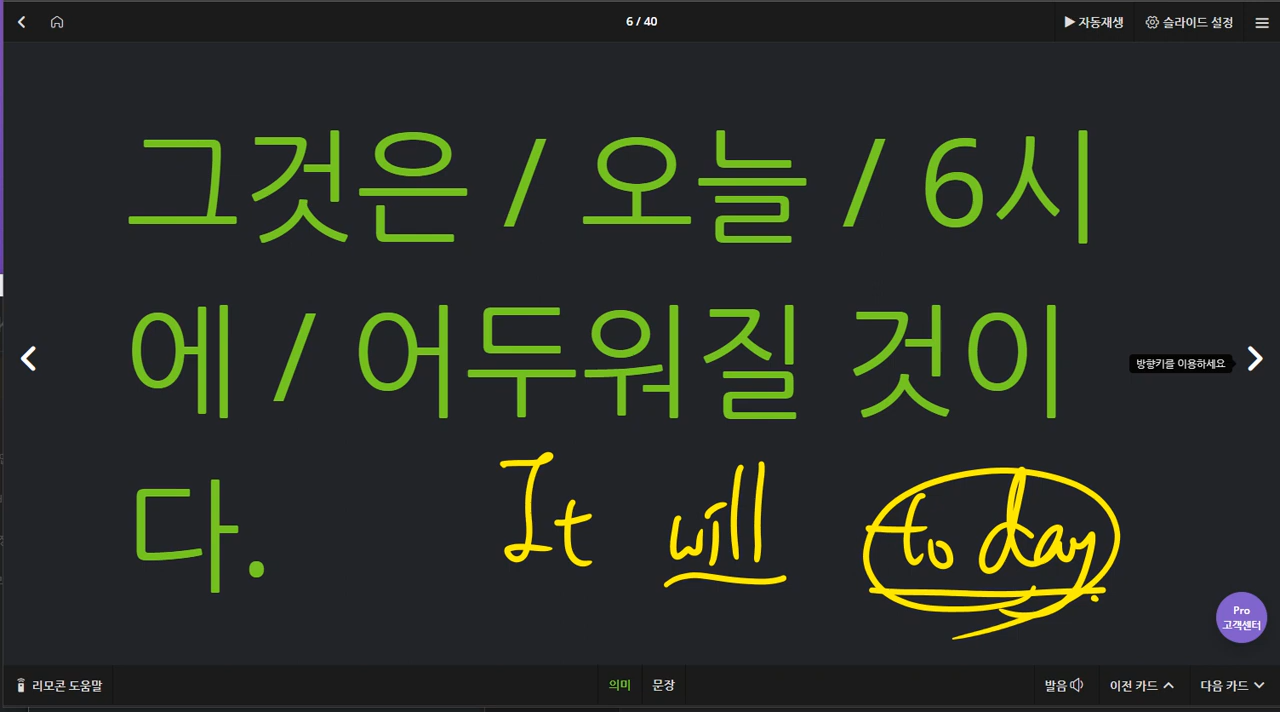 6 / 40
자동재생
슬라이드 설정
그것은 / 오늘 / 6시
에 / 어두워질 것이
방향키를 이용하세요
다.
It will today.
Pro
고객센터
리모콘 도움말
의미
문장
발음
이전 카드
다음 카드